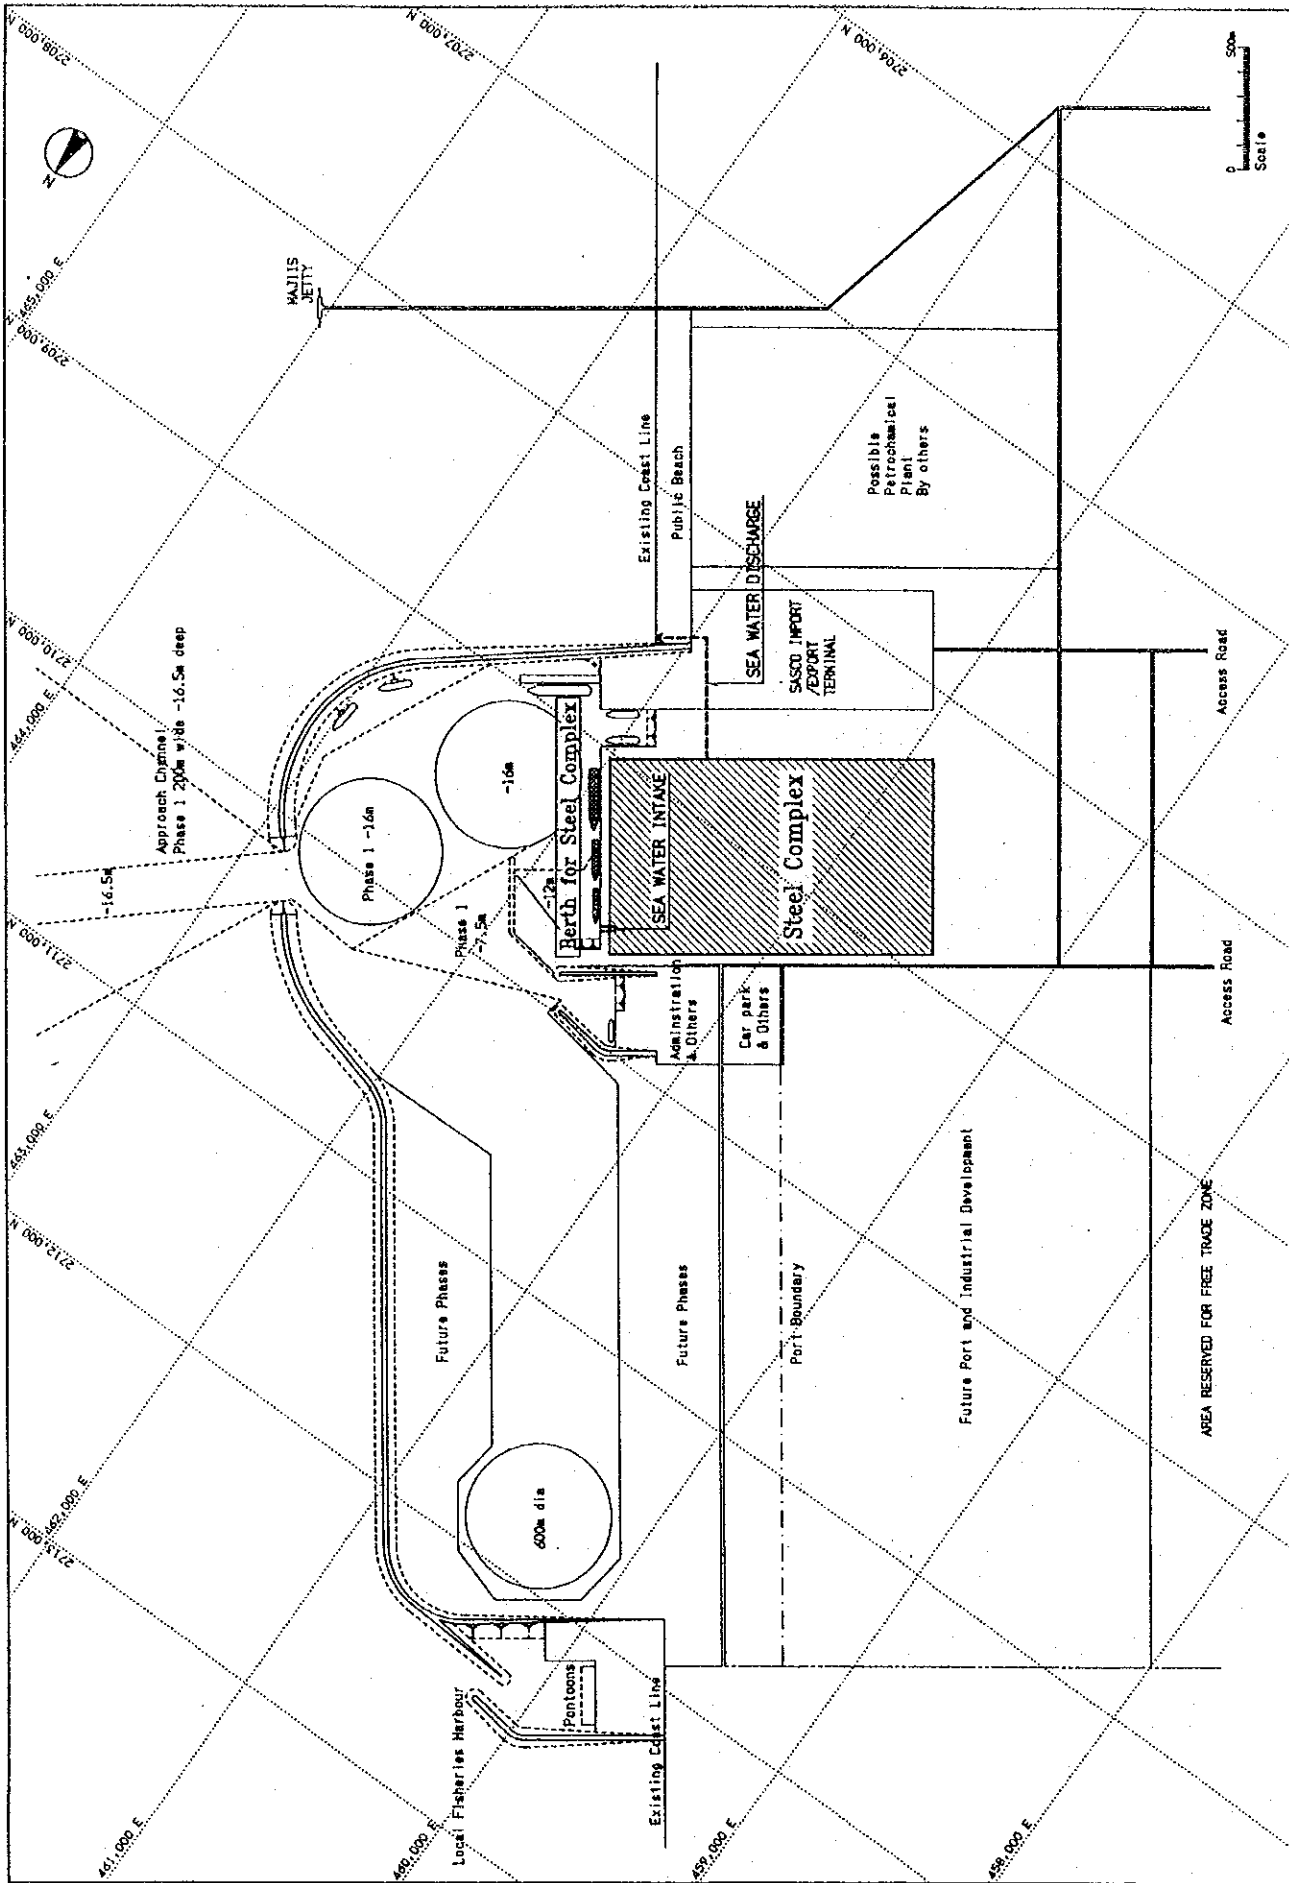 2708,000 N
2707,000 N
2706,000 N
N
465,000 E
2709,000 N
MAJIIS
JETTY
0
500m
Scale
Existing Coast Line
Public Beach
Possible
Petrochemical
Plant
By others
2710,000 N
464,000 E
Approach Channel
Phase 1 200m wide -16.5m deep
-16.5m
Phase 1 -16m
-16m
SEA WATER DISCHARGE
SASCO IMPORT
/EXPORT
TERMINAL
Berth for Steel Complex
-12m
SEA WATER INTAKE
Steel Complex
Phase 1
-7.5m
Access Road
2711,000 N
463,000 E
Adminstration
& Others
Car park
& Others
Access Road
2712,000 N
Future Phases
Future Phases
Port Boundary
Future Port and Industrial Development
AREA RESERVED FOR FREE TRADE ZONE
2713,000 N
462,000 E
600m dia
Local Fisheries Harbour
Pontoons
Existing Coast Line
461,000 E
460,000 E
459,000 E
458,000 E